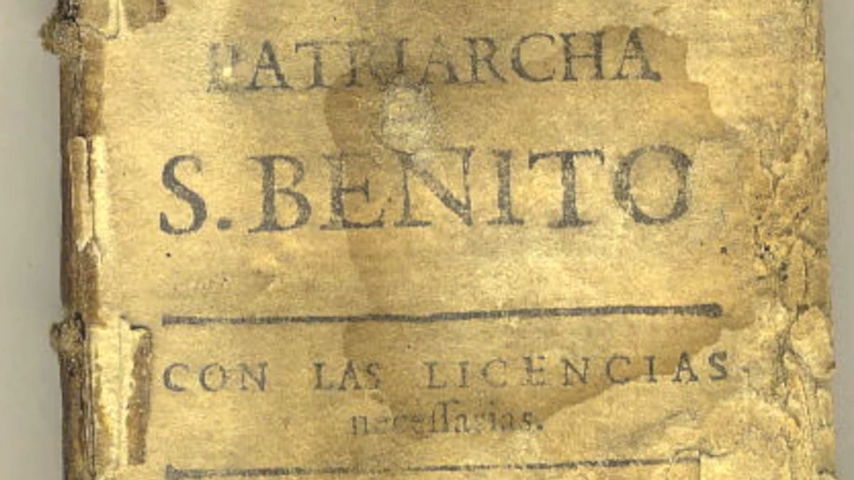 PATRIARCHA
S. BENITO
CON LAS LICENCIAS
neceſſarias.